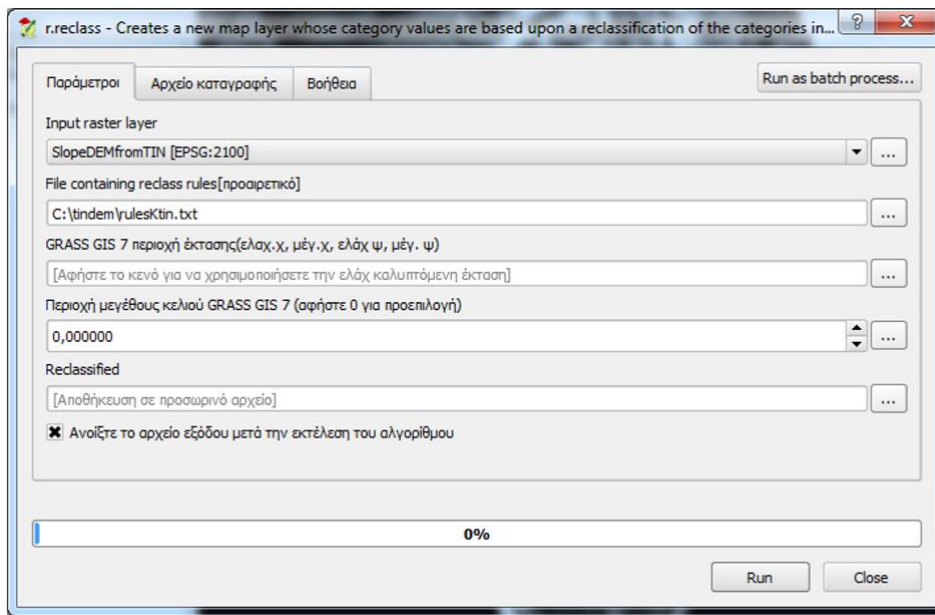 r.reclass - Creates a new map layer whose category values are based upon a reclassification of the categories in... ?
Παράμετροι Αρχείο καταγραφής Βοήθεια Run as batch process...
Input raster layer
SlopeDEMfromTIN [EPSG:2100] ...
File containing reclass rules[προαιρετικό]
C:\tindem\rulesKtin.txt ...
GRASS GIS 7 περιοχή έκτασης(ελαχ.χ, μέγ.χ, ελάχ ψ, μέγ. ψ)
[Αφήστε το κενό για να χρησιμοποιήσετε την ελάχ καλυπτόμενη έκταση] ...
Περιοχή μεγέθους κελιού GRASS GIS 7 (αφήστε 0 για προεπιλογή)
0,000000 ...
Reclassified
[Αποθήκευση σε προσωρινό αρχείο] ...
Ανοίξτε το αρχείο εξόδου μετά την εκτέλεση του αλγορίθμου
0%
Run Close